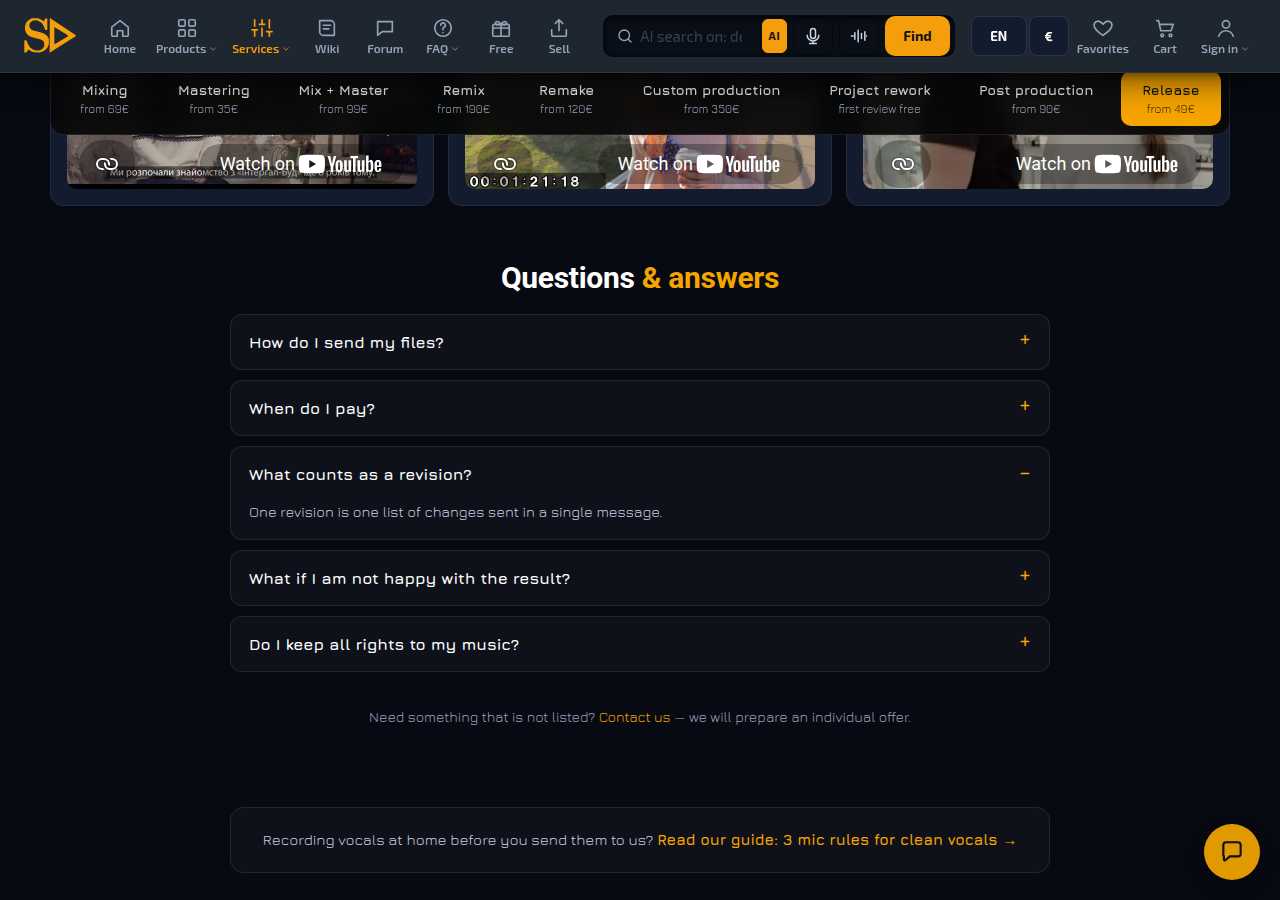 SD
Home
Products
Services
Wiki
Forum
FAQ
Free
Sell
AI search on: d
AI
Find
EN
€
Favorites
Cart
Sign in
Mixing
from 69€
Mastering
from 35€
Mix + Master
from 99€
Remix
from 190€
Remake
from 120€
Custom production
from 350€
Project rework
first review free
Post production
from 90€
Release
from 49€
Watch on YouTube
Ми розпочали знайомство з
00:01:21:18
Watch on YouTube
Watch on YouTube
Questions & answers
How do I send my files?
+
When do I pay?
+
What counts as a revision?
−
One revision is one list of changes sent in a single message.
What if I am not happy with the result?
+
Do I keep all rights to my music?
+
Need something that is not listed? Contact us — we will prepare an individual offer.
Recording vocals at home before you send them to us? Read our guide: 3 mic rules for clean vocals →